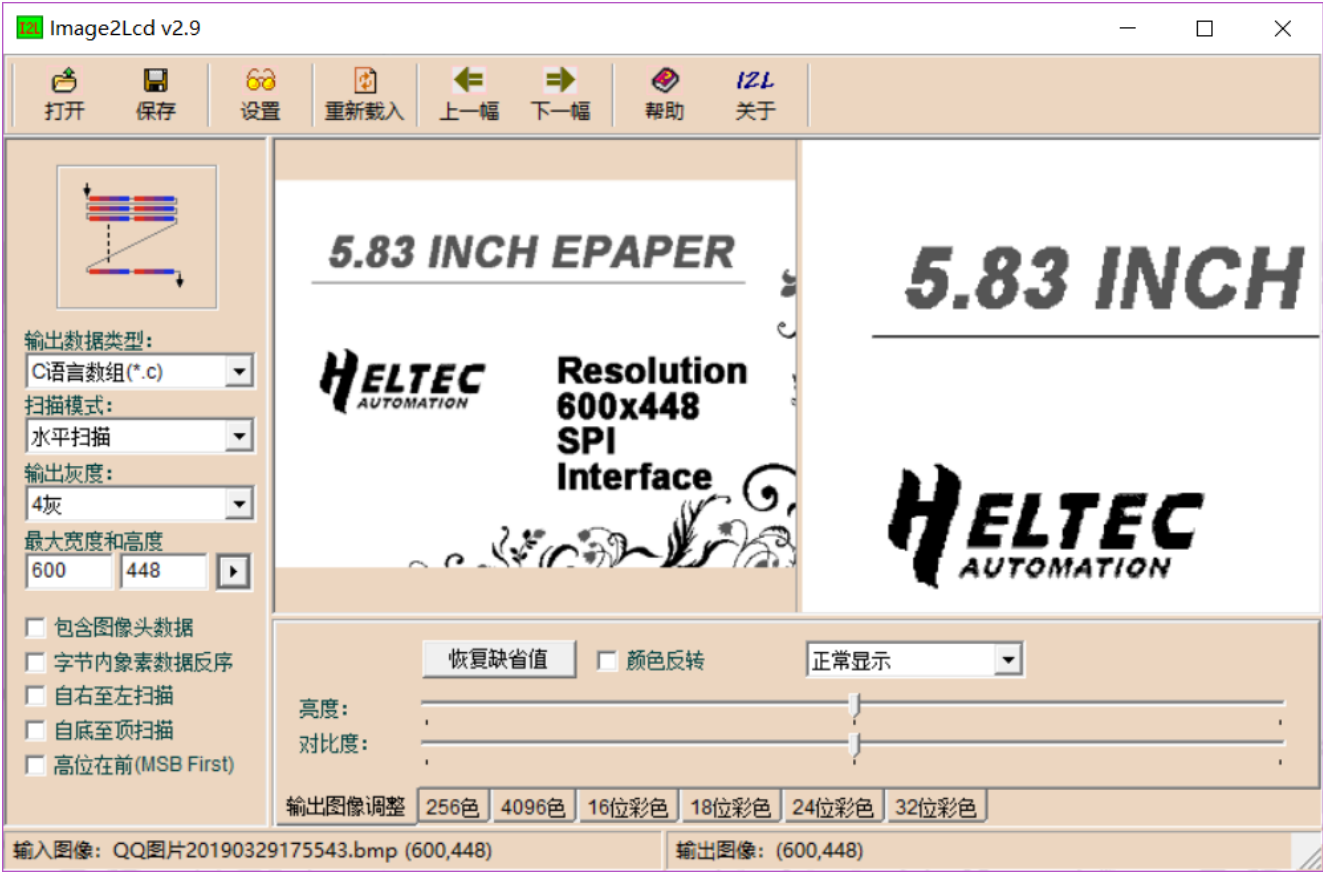 I2L Image2Lcd v2.9
打开 保存 设置 重新载入 上一幅 下一幅 帮助 I2L 关于
输出数据类型:
C语言数组(*.c)
扫描模式:
水平扫描
输出灰度:
4灰
最大宽度和高度
600 448
包含图像头数据
字节内象素数据反序
自右至左扫描
自底至顶扫描
高位在前(MSB First)
5.83 INCH EPAPER
HELTEC
AUTOMATION
Resolution
600x448
SPI
Interface
5.83 INCH
HELTEC
AUTOMATION
恢复缺省值 颜色反转 正常显示
亮度:
对比度:
输出图像调整 256色 4096色 16位彩色 18位彩色 24位彩色 32位彩色
输入图像: QQ图片20190329175543.bmp (600,448) 输出图像: (600,448)